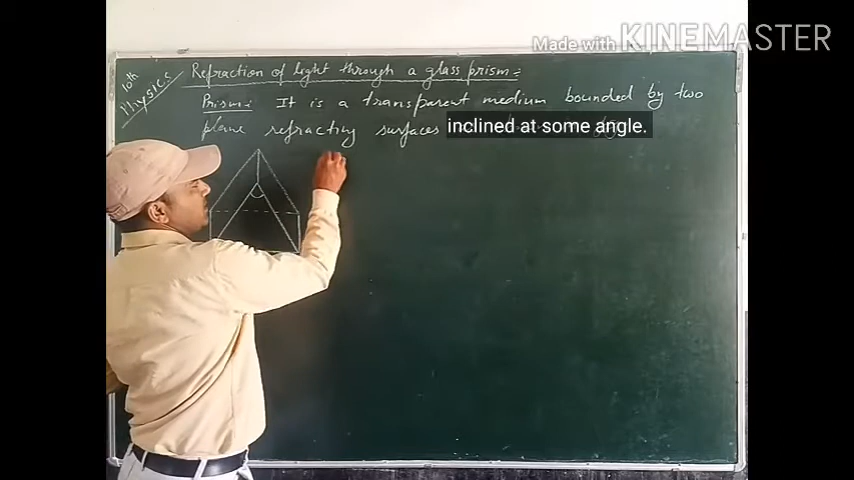 Made with KINEMASTER
10th
Physics
Refraction of light through a glass prism:
Prism: It is a transparent medium bounded by two
plane refracting surfaces
inclined at some angle.